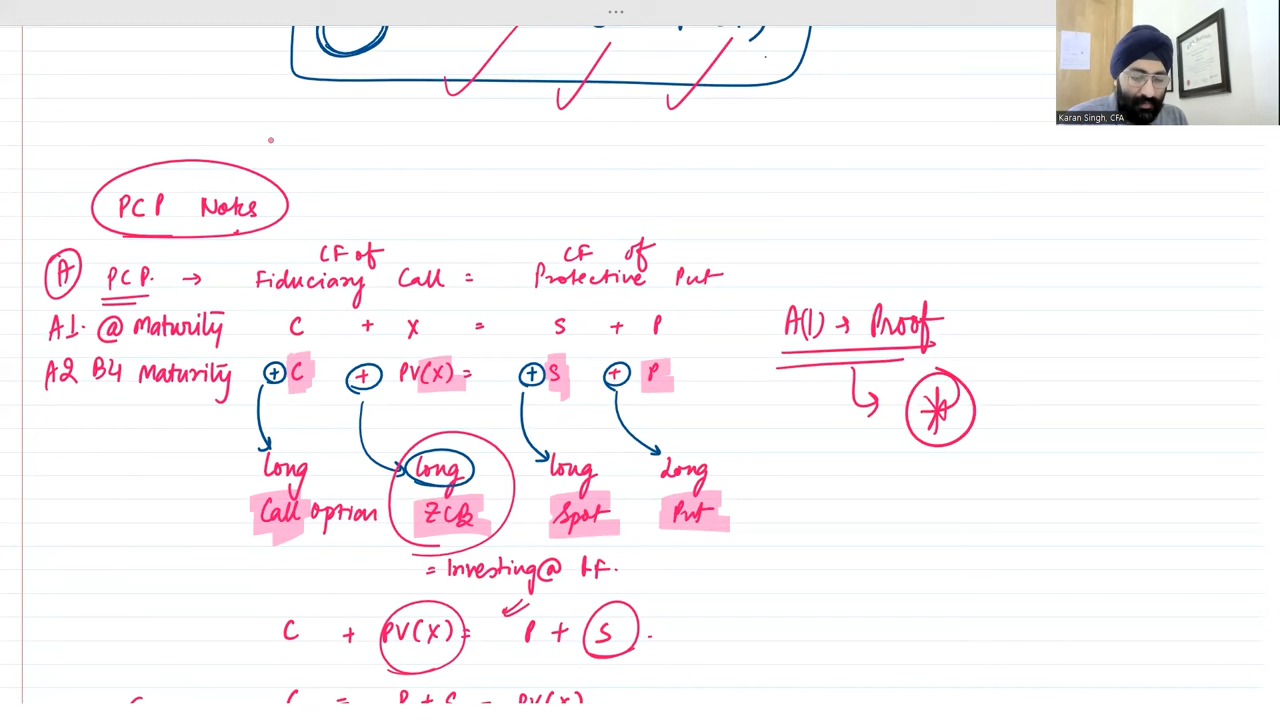 Karan Singh, CFA
PCP Notes
CF of CF of
A PCP. → Fiduciary Call = Protective Put
A1. @ Maturity C + X = S + P
A(1) → Proof
A2 B4 Maturity + C + PV(X) = + S + P
Long Long Long Long
Call option ZCB Spot Put
= Investing @ rF.
C + PV(X) = P + S.
C = P + S - PV(X)